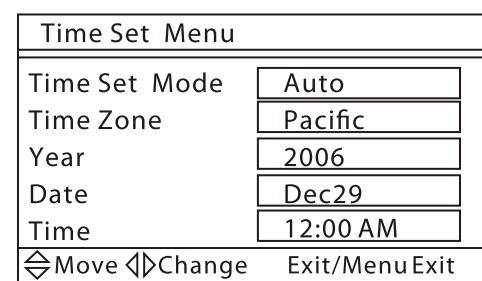 Time Set Menu
Time Set Mode Auto
Time Zone Pacific
Year 2006
Date Dec29
Time 12:00 AM
Move Change Exit/Menu Exit